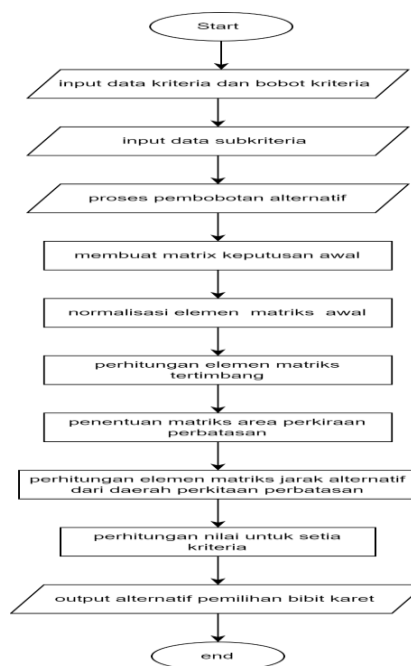 Start
input data kriteria dan bobot kriteria
input data subkriteria
proses pembobotan alternatif
membuat matrix keputusan awal
normalisasi elemen matriks awal
perhitungan elemen matriks
tertimbang
penentuan matriks area perkiraan
perbatasan
perhitungan elemen matriks jarak alternatif
dari daerah perkitaan perbatasan
perhitungan nilai untuk setia
kriteria
output alternatif pemilihan bibit karet
end